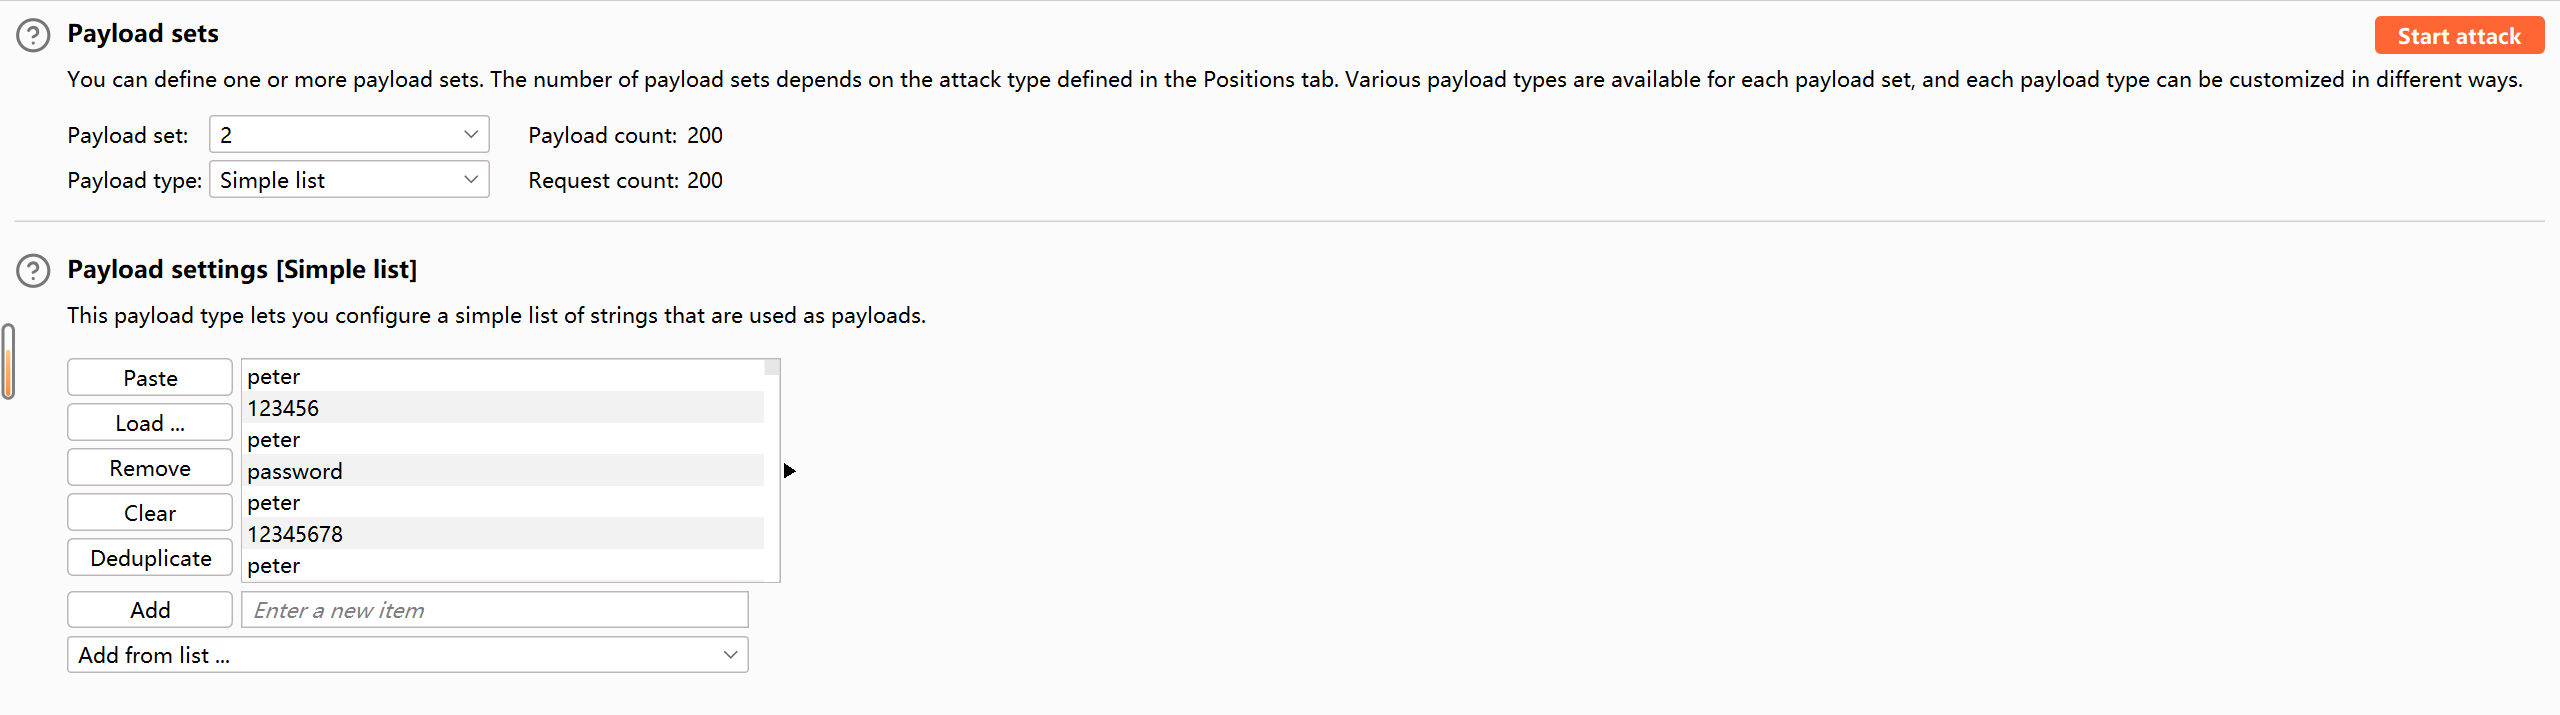 Payload sets
Start attack
You can define one or more payload sets. The number of payload sets depends on the attack type defined in the Positions tab. Various payload types are available for each payload set, and each payload type can be customized in different ways.
Payload set: 2 Payload count: 200
Payload type: Simple list Request count: 200
Payload settings [Simple list]
This payload type lets you configure a simple list of strings that are used as payloads.
Paste
Load ...
Remove
Clear
Deduplicate
peter
123456
peter
password
peter
12345678
peter
Add
Enter a new item
Add from list ...